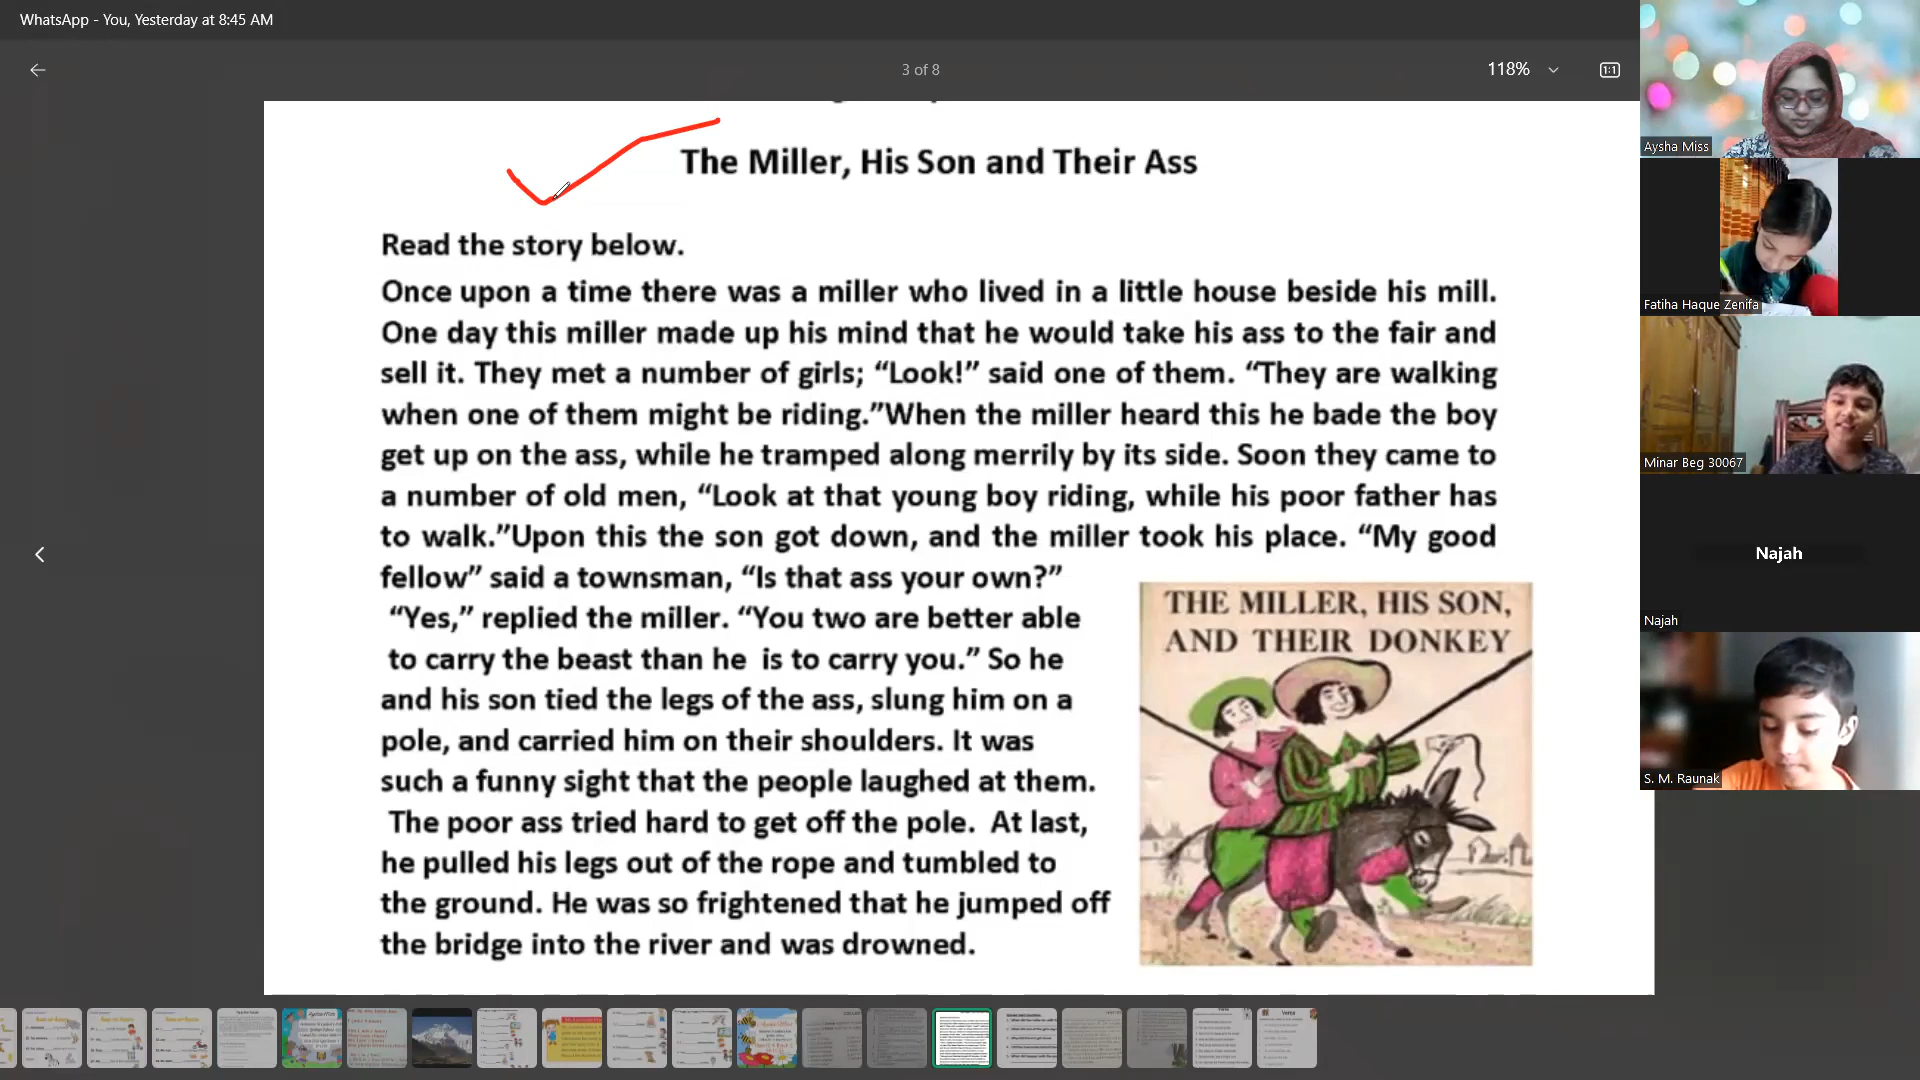 WhatsApp - You, Yesterday at 8:45 AM
3 of 8
118%
1:1
The Miller, His Son and Their Ass
Read the story below.
Once upon a time there was a miller who lived in a little house beside his mill.
One day this miller made up his mind that he would take his ass to the fair and
sell it. They met a number of girls; “Look!” said one of them. “They are walking
when one of them might be riding.”When the miller heard this he bade the boy
get up on the ass, while he tramped along merrily by its side. Soon they came to
a number of old men, “Look at that young boy riding, while his poor father has
to walk.”Upon this the son got down, and the miller took his place. “My good
fellow” said a townsman, “Is that ass your own?”
“Yes,” replied the miller. “You two are better able
to carry the beast than he is to carry you.” So he
and his son tied the legs of the ass, slung him on a
pole, and carried him on their shoulders. It was
such a funny sight that the people laughed at them.
The poor ass tried hard to get off the pole. At last,
he pulled his legs out of the rope and tumbled to
the ground. He was so frightened that he jumped off
the bridge into the river and was drowned.
THE MILLER, HIS SON,
AND THEIR DONKEY
Aysha Miss
Fatiha Haque Zenifa
Minar Beg 30067
Najah
Najah
S. M. Raunak